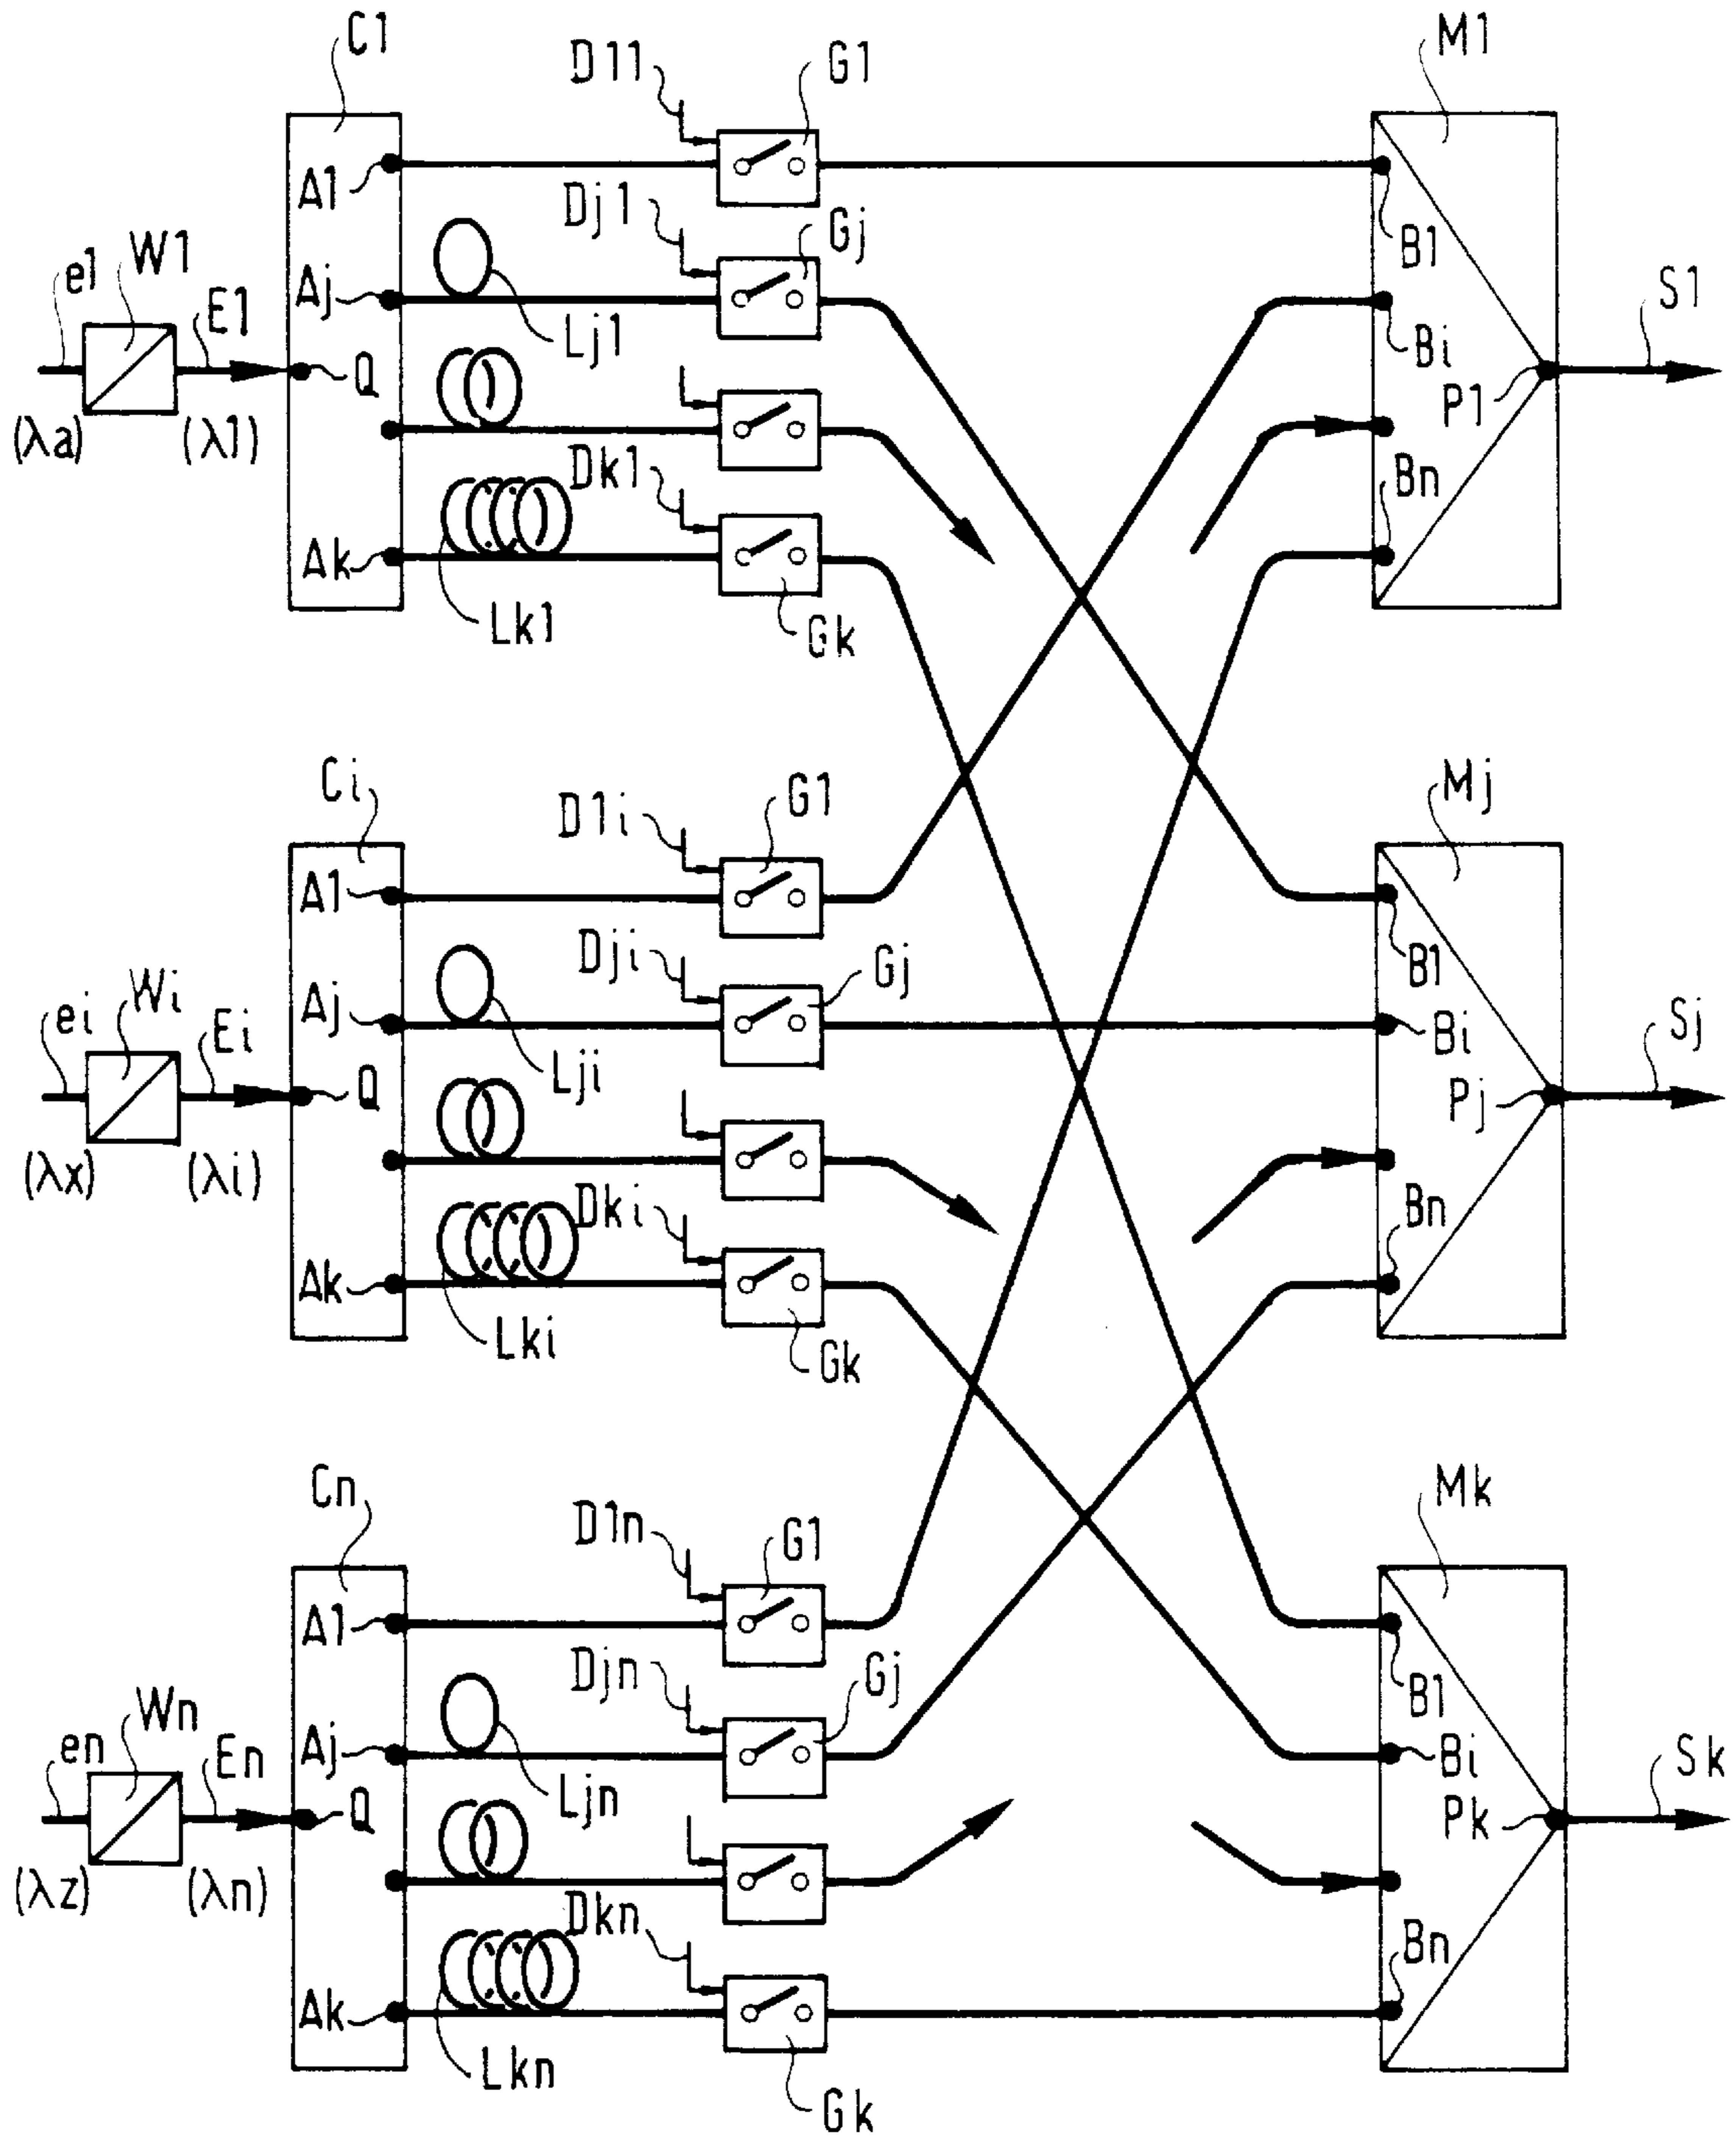 C1
D11
G1
M1
A1
Dj1
Gj
B1
e1
W1
E1
Aj
Lj1
Bi
S1
Q
P1
(λa)
(λ1)
Dk1
Bn
Ak
Lk1
Gk
Ci
D1i
G1
Mj
A1
Dji
Gj
B1
ei
Wi
Ei
Aj
Lji
Bi
Sj
Q
Pj
(λx)
(λi)
Dki
Bn
Ak
Lki
Gk
Cn
D1n
G1
Mk
A1
Djn
Gj
B1
en
Wn
En
Aj
Ljn
Bi
Sk
Q
Pk
(λz)
(λn)
Dkn
Bn
Ak
Lkn
Gk